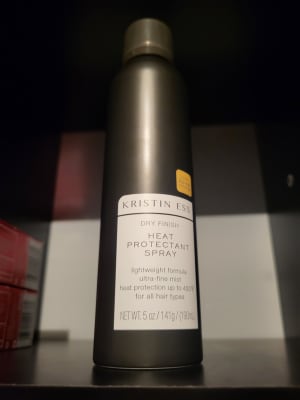 KRISTIN ESS
DRY FINISH
HEAT
PROTECTANT
SPRAY
lightweight formula
ultra-fine mist
heat protection up to 450°F
for all hair types
NET WT. 5 oz / 141g / (190mL)